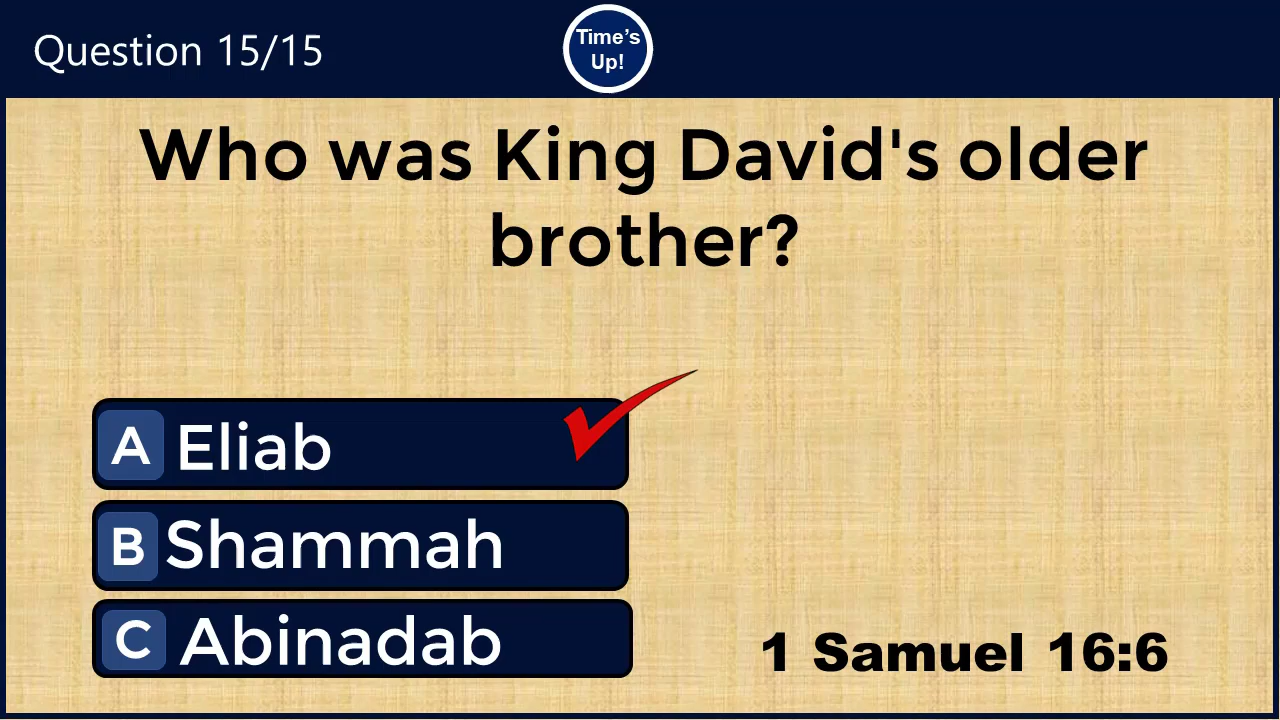 Question 15/15
Time's
Up!
Who was King David's older
brother?
A Eliab
B Shammah
C Abinadab
1 Samuel 16:6